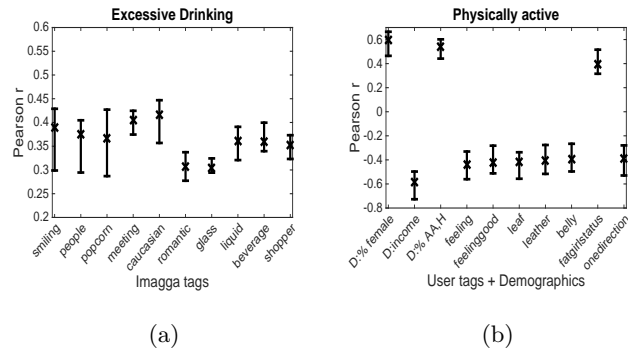 Excessive Drinking
0.6
0.55
0.5
0.45
0.4
0.35
0.3
0.25
0.2
Pearson r
smiling
people
popcorn
meeting
caucasian
romantic
glass
liquid
beverage
shopper
Imagga tags
(a)
Physically active
0.6
0.4
0.2
0
-0.2
-0.4
-0.6
-0.8
Pearson r
D:% female
D:income
D:% AA,H
feeling
feelinggood
leaf
leather
belly
fatgirlstatus
onedirection
User tags + Demographics
(b)